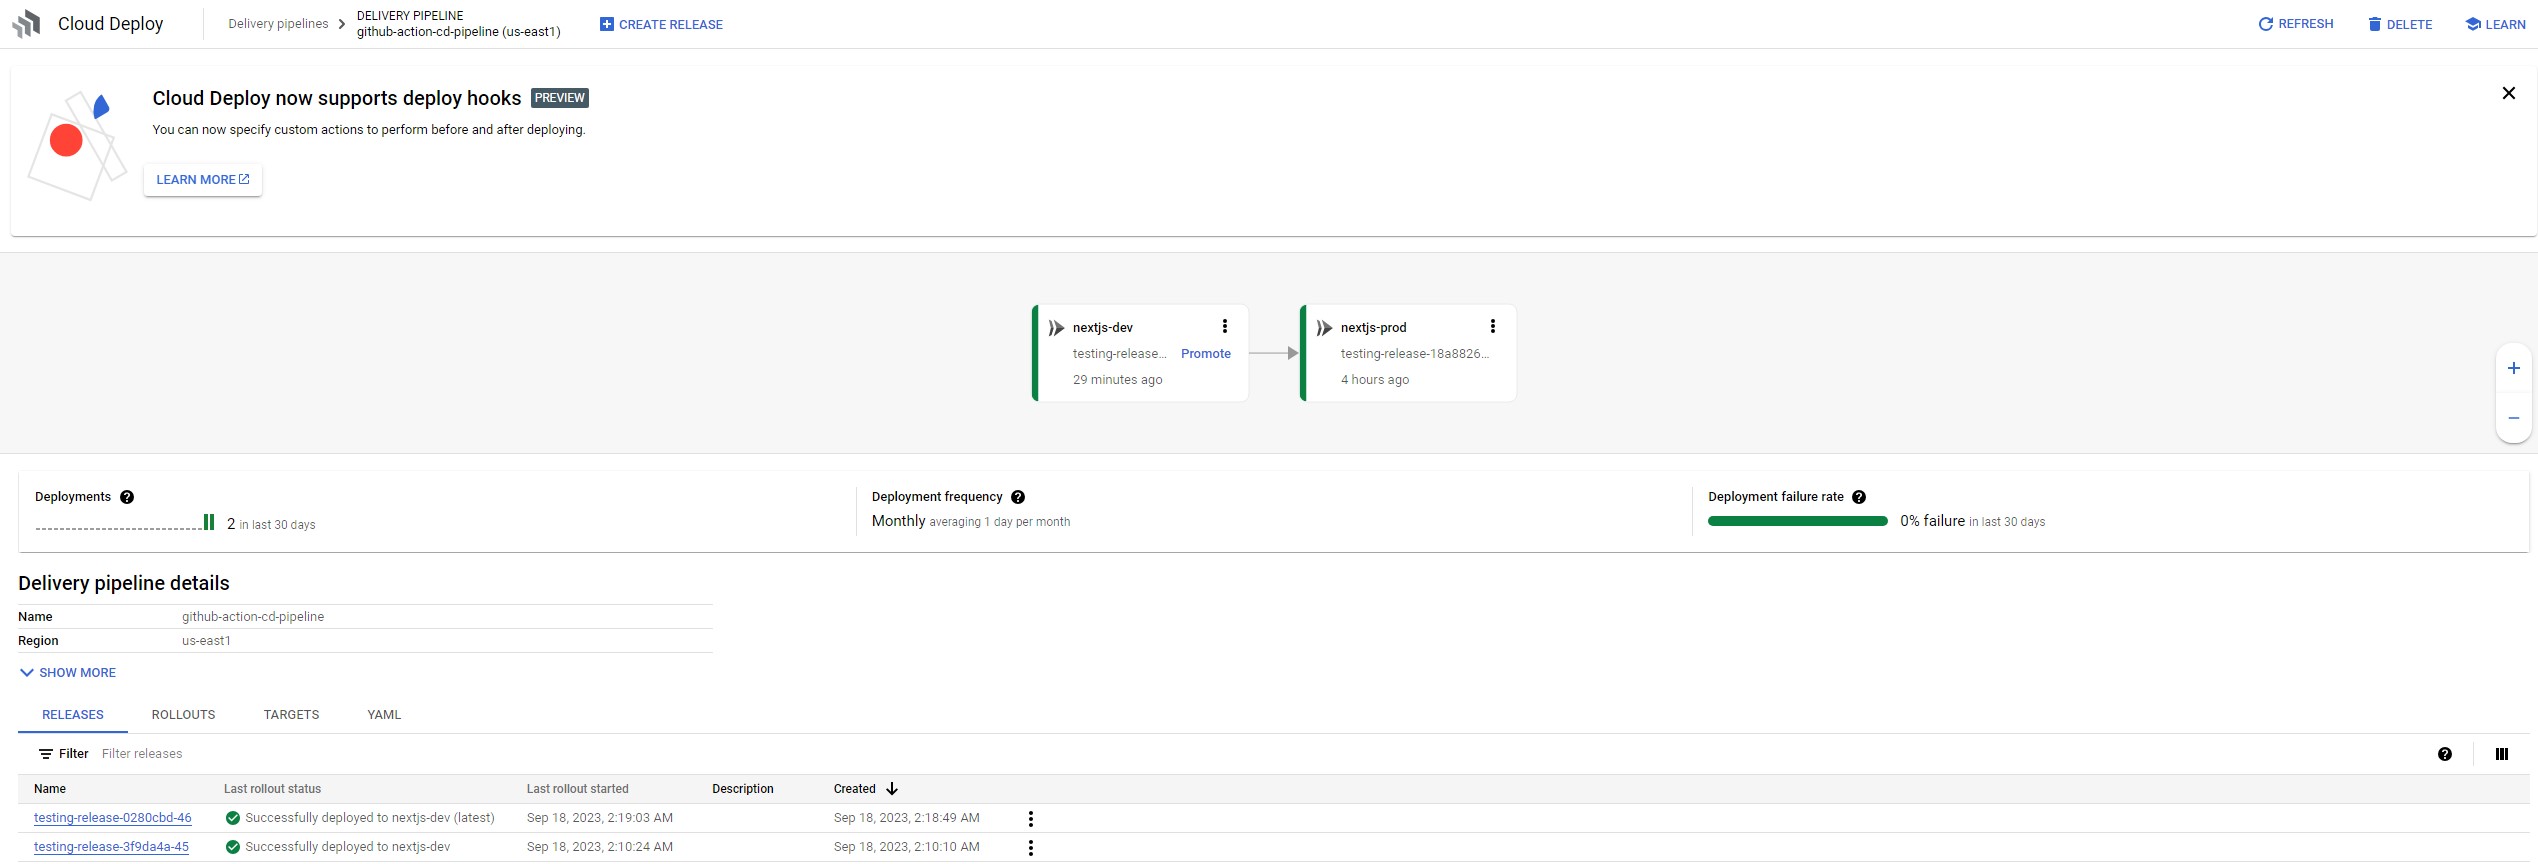 Cloud Deploy
Delivery pipelines
DELIVERY PIPELINE
github-action-cd-pipeline (us-east1)
CREATE RELEASE
REFRESH
DELETE
LEARN
Cloud Deploy now supports deploy hooks PREVIEW
You can now specify custom actions to perform before and after deploying.
LEARN MORE
nextjs-dev
testing-release... Promote
29 minutes ago
nextjs-prod
testing-release-18a8826...
4 hours ago
Deployments
2 in last 30 days
Deployment frequency
Monthly averaging 1 day per month
Deployment failure rate
0% failure in last 30 days
Delivery pipeline details
Name github-action-cd-pipeline
Region us-east1
SHOW MORE
RELEASES ROLLOUTS TARGETS YAML
Filter Filter releases
Name Last rollout status Last rollout started Description Created
testing-release-0280cbd-46 Successfully deployed to nextjs-dev (latest) Sep 18, 2023, 2:19:03 AM Sep 18, 2023, 2:18:49 AM
testing-release-3f9da4a-45 Successfully deployed to nextjs-dev Sep 18, 2023, 2:10:24 AM Sep 18, 2023, 2:10:10 AM